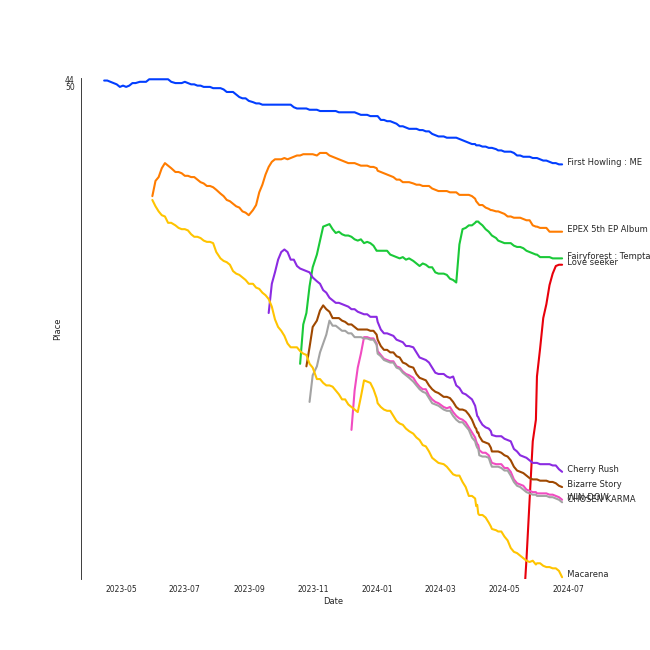 44
50
First Howling : ME
EPEX 5th EP Album
Fairyforest : Tempta
Love seeker
Place
Cherry Rush
Bizarre Story
CHOSEN KARMA
Macarena
2023-05
2023-07
2023-09
2023-11
2024-01
2024-03
2024-05
2024-07
Date